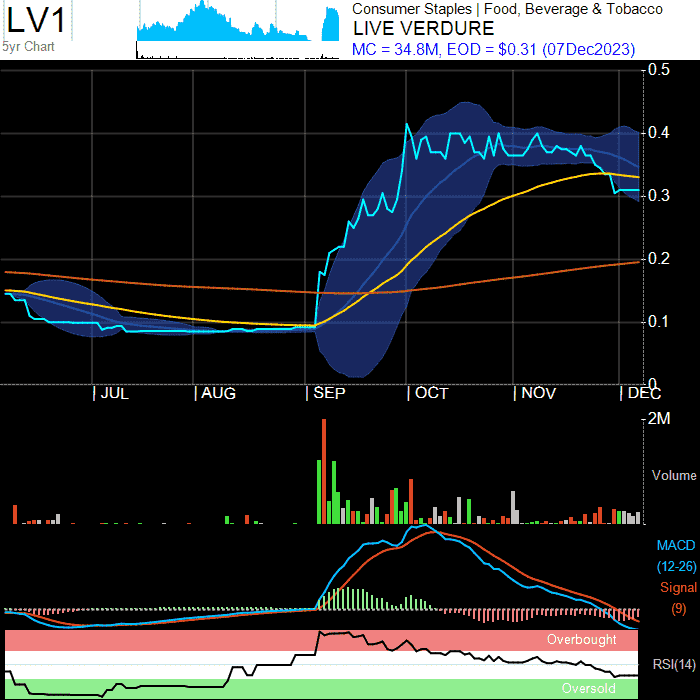 LV1
5yr Chart
Consumer Staples | Food, Beverage & Tobacco
LIVE VERDURE
MC = 34.8M, EOD = $0.31 (07Dec2023)
0.5
0.4
0.3
0.2
0.1
0
JUL AUG SEP OCT NOV DEC
2M
Volume
MACD
(12-26)
Signal
(9)
Overbought
RSI(14)
Oversold